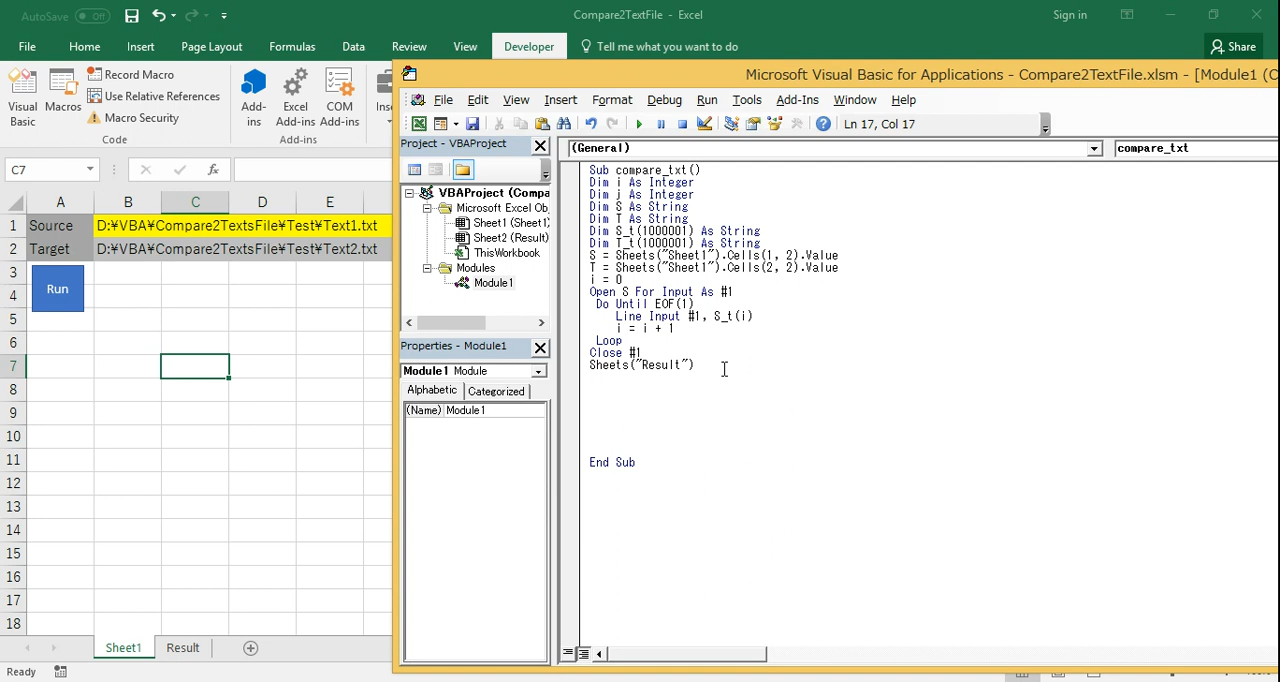 AutoSave Off
Compare2TextFile - Excel
Sign in
File Home Insert Page Layout Formulas Data Review View Developer Tell me what you want to do
Share
Visual Basic
Macros
Record Macro
Use Relative References
Macro Security
Code
Add-ins
Excel Add-ins
COM Add-ins
Add-ins
Microsoft Visual Basic for Applications - Compare2TextFile.xlsm - [Module1 (C
File Edit View Insert Format Debug Run Tools Add-Ins Window Help
Ln 17, Col 17
Project - VBAProject
VBAProject (Compa
Microsoft Excel Ob
Sheet1 (Sheet1)
Sheet2 (Result)
ThisWorkbook
Modules
Module1
Properties - Module1
Module1 Module
Alphabetic Categorized
(Name) Module1
(General)
compare_txt
Sub compare_txt()
Dim i As Integer
Dim j As Integer
Dim S As String
Dim T As String
Dim S_t(1000001) As String
Dim T_t(1000001) As String
S = Sheets("Sheet1").Cells(1, 2).Value
T = Sheets("Sheet1").Cells(2, 2).Value
i = 0
Open S For Input As #1
Do Until EOF(1)
Line Input #1, S_t(i)
i = i + 1
Loop
Close #1
Sheets("Result")
End Sub
C7
fx
A B C D E
1 Source D:¥VBA¥Compare2TextsFile¥Test¥Text1.txt
2 Target D:¥VBA¥Compare2TextsFile¥Test¥Text2.txt
3
Run
4
5
6
7
8
9
10
11
12
13
14
15
16
17
18
Sheet1 Result
Ready